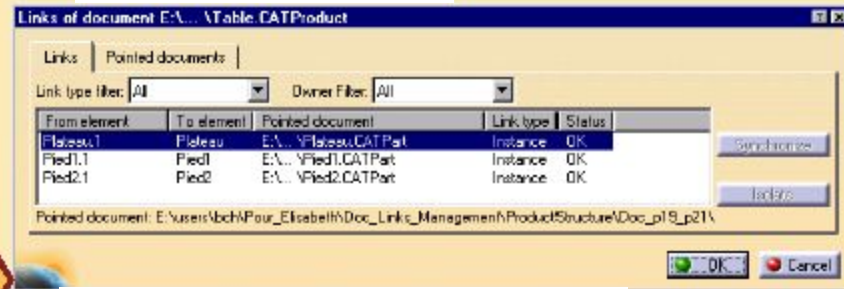 Links of document E:\... \Table.CATProduct
Links Pointed documents
Link type filter: All Owner Filter: All
From element To element Pointed document Link type Status
Plateau.1 Plateau E:\... \Plateau.CATPart Instance OK
Pied1.1 Pied1 E:\... \Pied1.CATPart Instance OK
Pied2.1 Pied2 E:\... \Pied2.CATPart Instance OK
Synchronize
Isolate
Pointed document: E:\users\bch\Pour_Elisabeth\Doc_Links_Management\ProductStructure\Doc_p19_p21\
OK Cancel